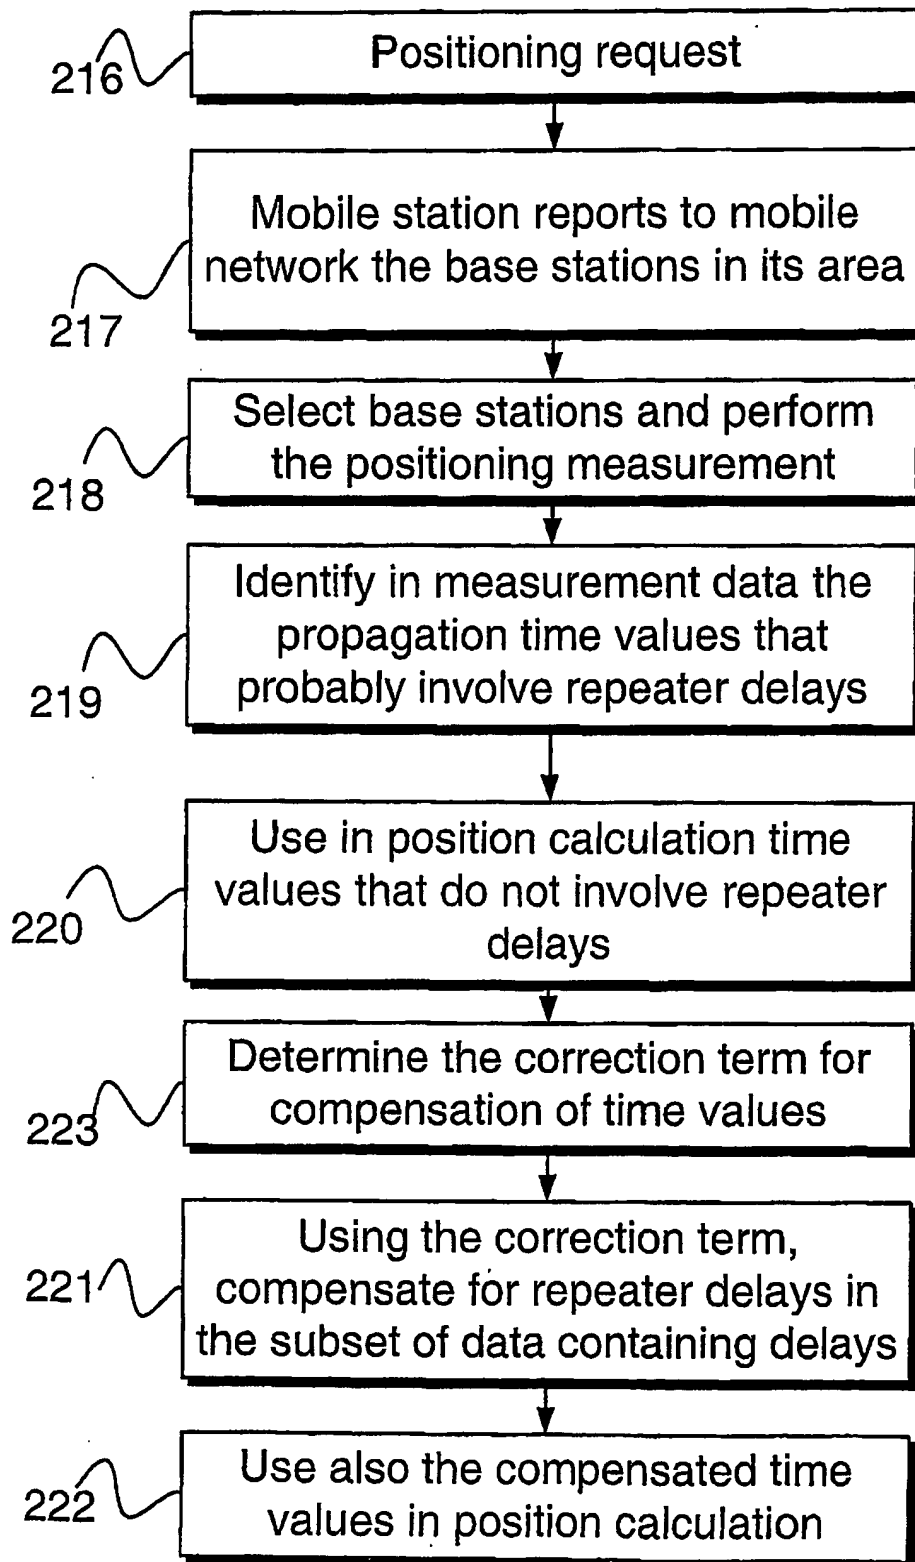 216
Positioning request
217
Mobile station reports to mobile
network the base stations in its area
218
Select base stations and perform
the positioning measurement
219
Identify in measurement data the
propagation time values that
probably involve repeater delays
220
Use in position calculation time
values that do not involve repeater
delays
223
Determine the correction term for
compensation of time values
221
Using the correction term,
compensate for repeater delays in
the subset of data containing delays
222
Use also the compensated time
values in position calculation